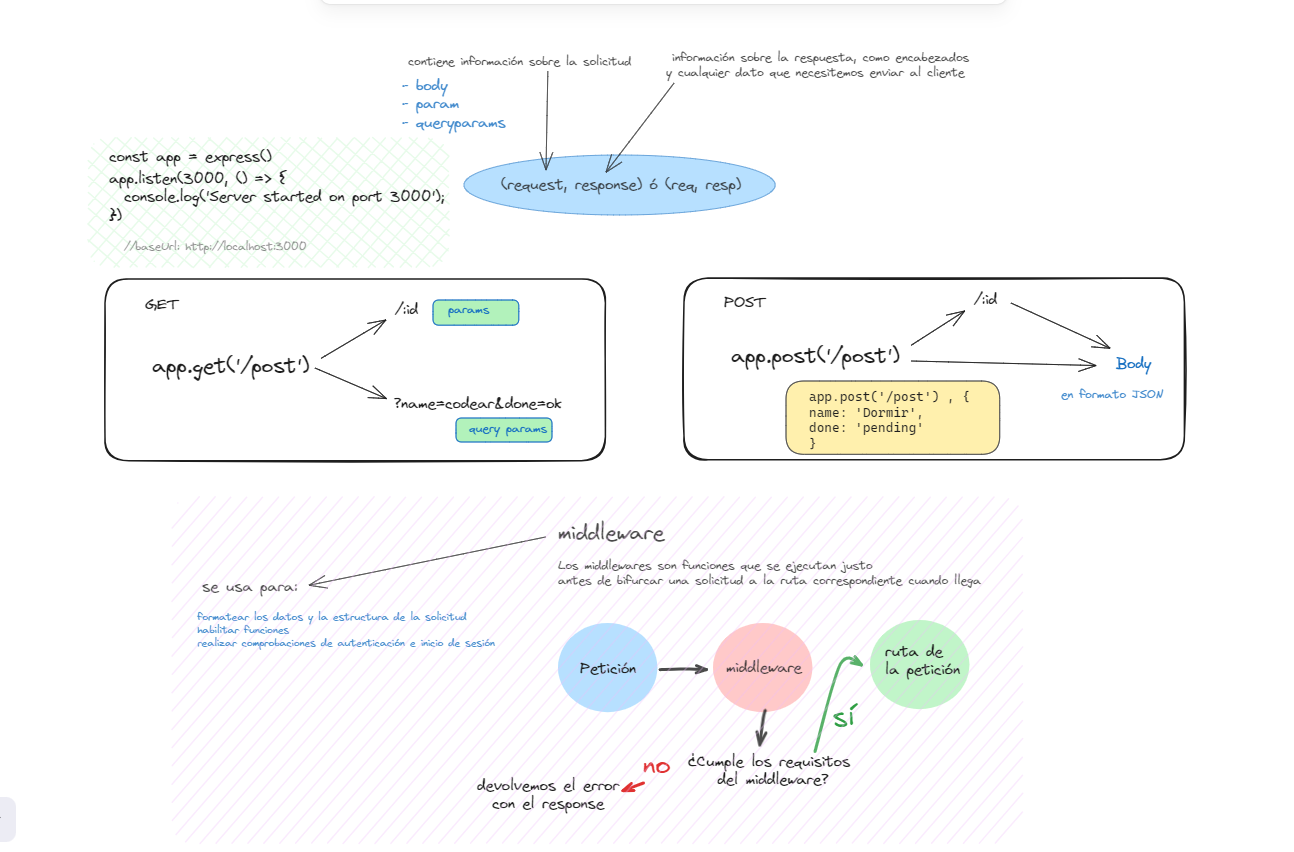 contiene información sobre la solicitud
- body
- param
- queryparams
información sobre la respuesta, como encabezados
y cualquier dato que necesitemos enviar al cliente
const app = express()
app.listen(3000, () => {
console.log('Server started on port 3000');
})
//baseUrl: http://localhost:3000
(request, response) ó (req, resp)
GET
app.get('/post')
/:id
params
?name=codear&done=ok
query params
POST
app.post('/post')
/:id
Body
en formato JSON
app.post('/post') , {
name: 'Dormir',
done: 'pending'
}
middleware
Los middlewares son funciones que se ejecutan justo
antes de bifurcar una solicitud a la ruta correspondiente cuando llega
se usa para:
formatear los datos y la estructura de la solicitud
habilitar funciones
realizar comprobaciones de autenticación e inicio de sesión
Petición
middleware
ruta de
la petición
SÍ
¿Cumple los requisitos
del middleware?
no
devolvemos el error
con el response